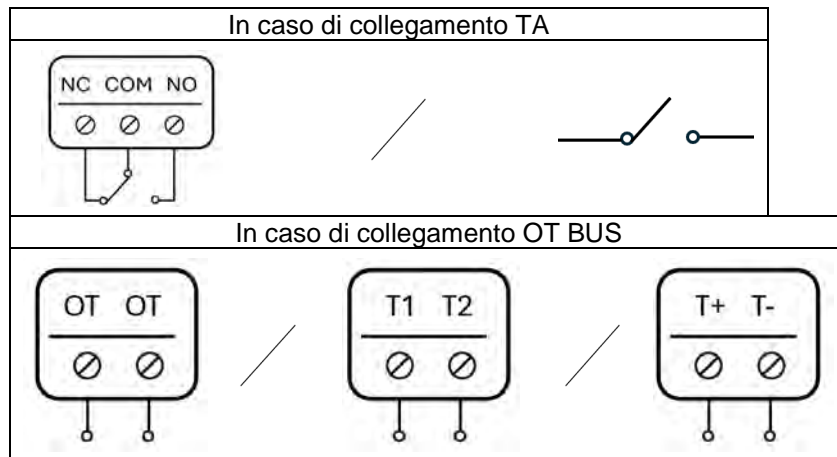 In caso di collegamento TA
NC COM NO
In caso di collegamento OT BUS
OT OT
T1 T2
T+ T-